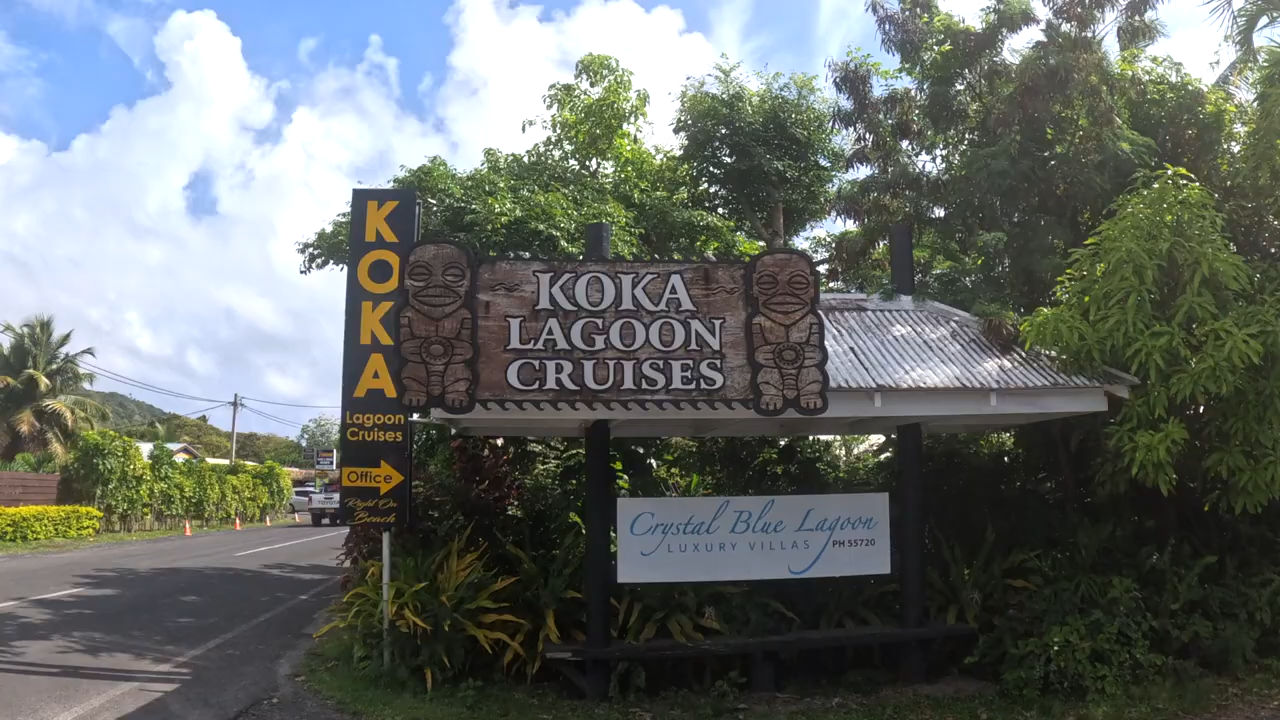 KOKA
Lagoon
Cruises
Office
Right On
Beach
KOKA
LAGOON
CRUISES
Crystal Blue Lagoon
LUXURY VILLAS PH 55720